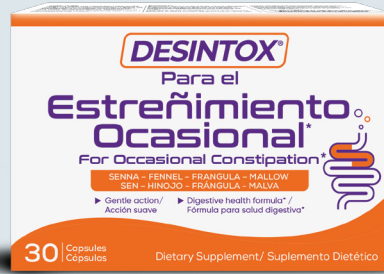 DESINTOX®
Para el
Estreñimiento
Ocasional*
For Occasional Constipation*
SENNA – FENNEL – FRANGULA – MALLOW
SEN – HINOJO – FRÁNGULA – MALVA
▶ Gentle action/
Acción suave
▶ Digestive health formula* /
Fórmula para salud digestiva*
30 Capsules
Cápsulas
Dietary Supplement/ Suplemento Dietético